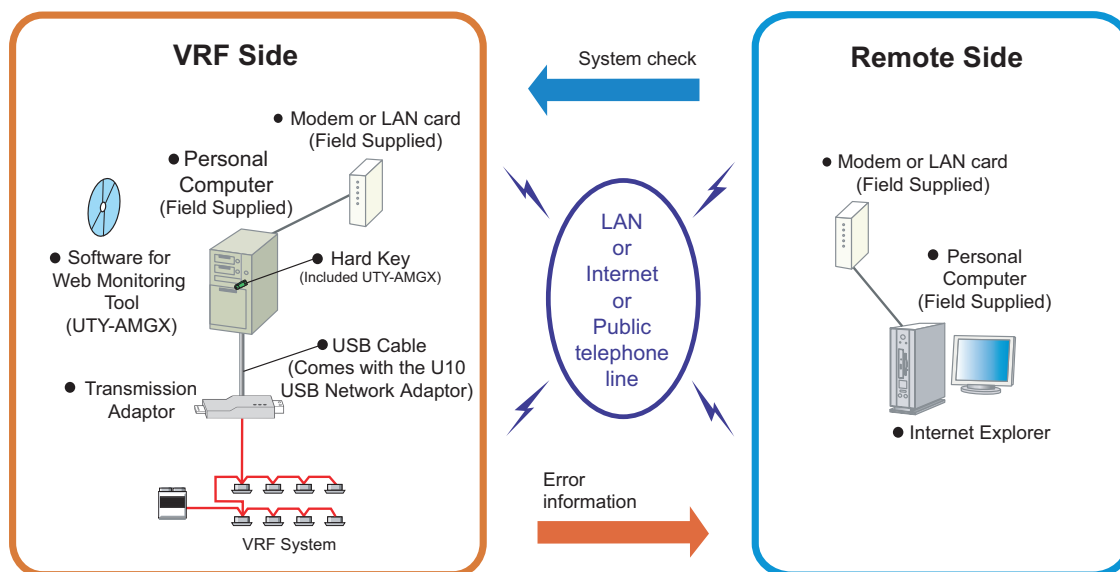 VRF Side
● Modem or LAN card
(Field Supplied)
● Personal
Computer
(Field Supplied)
● Software for
Web Monitoring
Tool
(UTY-AMGX)
● Hard Key
(Included UTY-AMGX)
● USB Cable
(Comes with the U10
USB Network Adaptor)
● Transmission
Adaptor
VRF System
System check
LAN
or
Internet
or
Public
telephone
line
Error
information
Remote Side
● Modem or LAN card
(Field Supplied)
● Personal
Computer
(Field Supplied)
● Internet Explorer